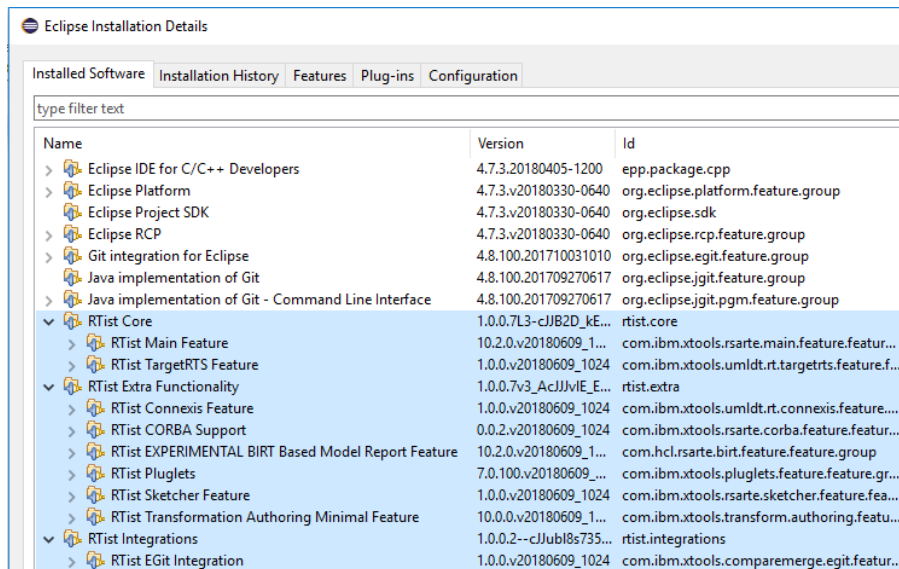 Eclipse Installation Details
Installed Software Installation History Features Plug-ins Configuration
type filter text
Name Version Id
Eclipse IDE for C/C++ Developers 4.7.3.20180405-1200 epp.package.cpp
Eclipse Platform 4.7.3.v20180330-0640 org.eclipse.platform.feature.group
Eclipse Project SDK 4.7.3.v20180330-0640 org.eclipse.sdk
Eclipse RCP 4.7.3.v20180330-0640 org.eclipse.rcp.feature.group
Git integration for Eclipse 4.8.100.201710031010 org.eclipse.egit.feature.group
Java implementation of Git 4.8.100.201709270617 org.eclipse.jgit.feature.group
Java implementation of Git - Command Line Interface 4.8.100.201709270617 org.eclipse.jgit.pgm.feature.group
RTist Core 1.0.0.7L3-cJJB2D_kE... rtist.core
RTist Main Feature 10.2.0.v20180609_1... com.ibm.xtools.rsarte.main.feature.featur...
RTist TargetRTS Feature 1.0.0.v20180609_1024 com.ibm.xtools.umldt.rt.targetrts.feature.f...
RTist Extra Functionality 1.0.0.7v3_AcJJJvIE_E... rtist.extra
RTist Connexis Feature 1.0.0.v20180609_1024 com.ibm.xtools.umldt.rt.connexis.feature....
RTist CORBA Support 0.0.2.v20180609_1024 com.ibm.xtools.rsarte.corba.feature.featur...
RTist EXPERIMENTAL BIRT Based Model Report Feature 10.2.0.v20180609_1... com.hcl.rsarte.birt.feature.feature.group
RTist Pluglets 7.0.100.v20180609_1... com.ibm.xtools.pluglets.feature.feature.gr...
RTist Sketcher Feature 1.0.0.v20180609_1024 com.ibm.xtools.rsarte.sketcher.feature.fea...
RTist Transformation Authoring Minimal Feature 10.0.0.v20180609_1... com.ibm.xtools.transform.authoring.featu...
RTist Integrations 1.0.0.2--cJJubI8s735... rtist.integrations
RTist EGit Integration 1.0.0.v20180609_1024 com.ibm.xtools.comparemerge.egit.featur...